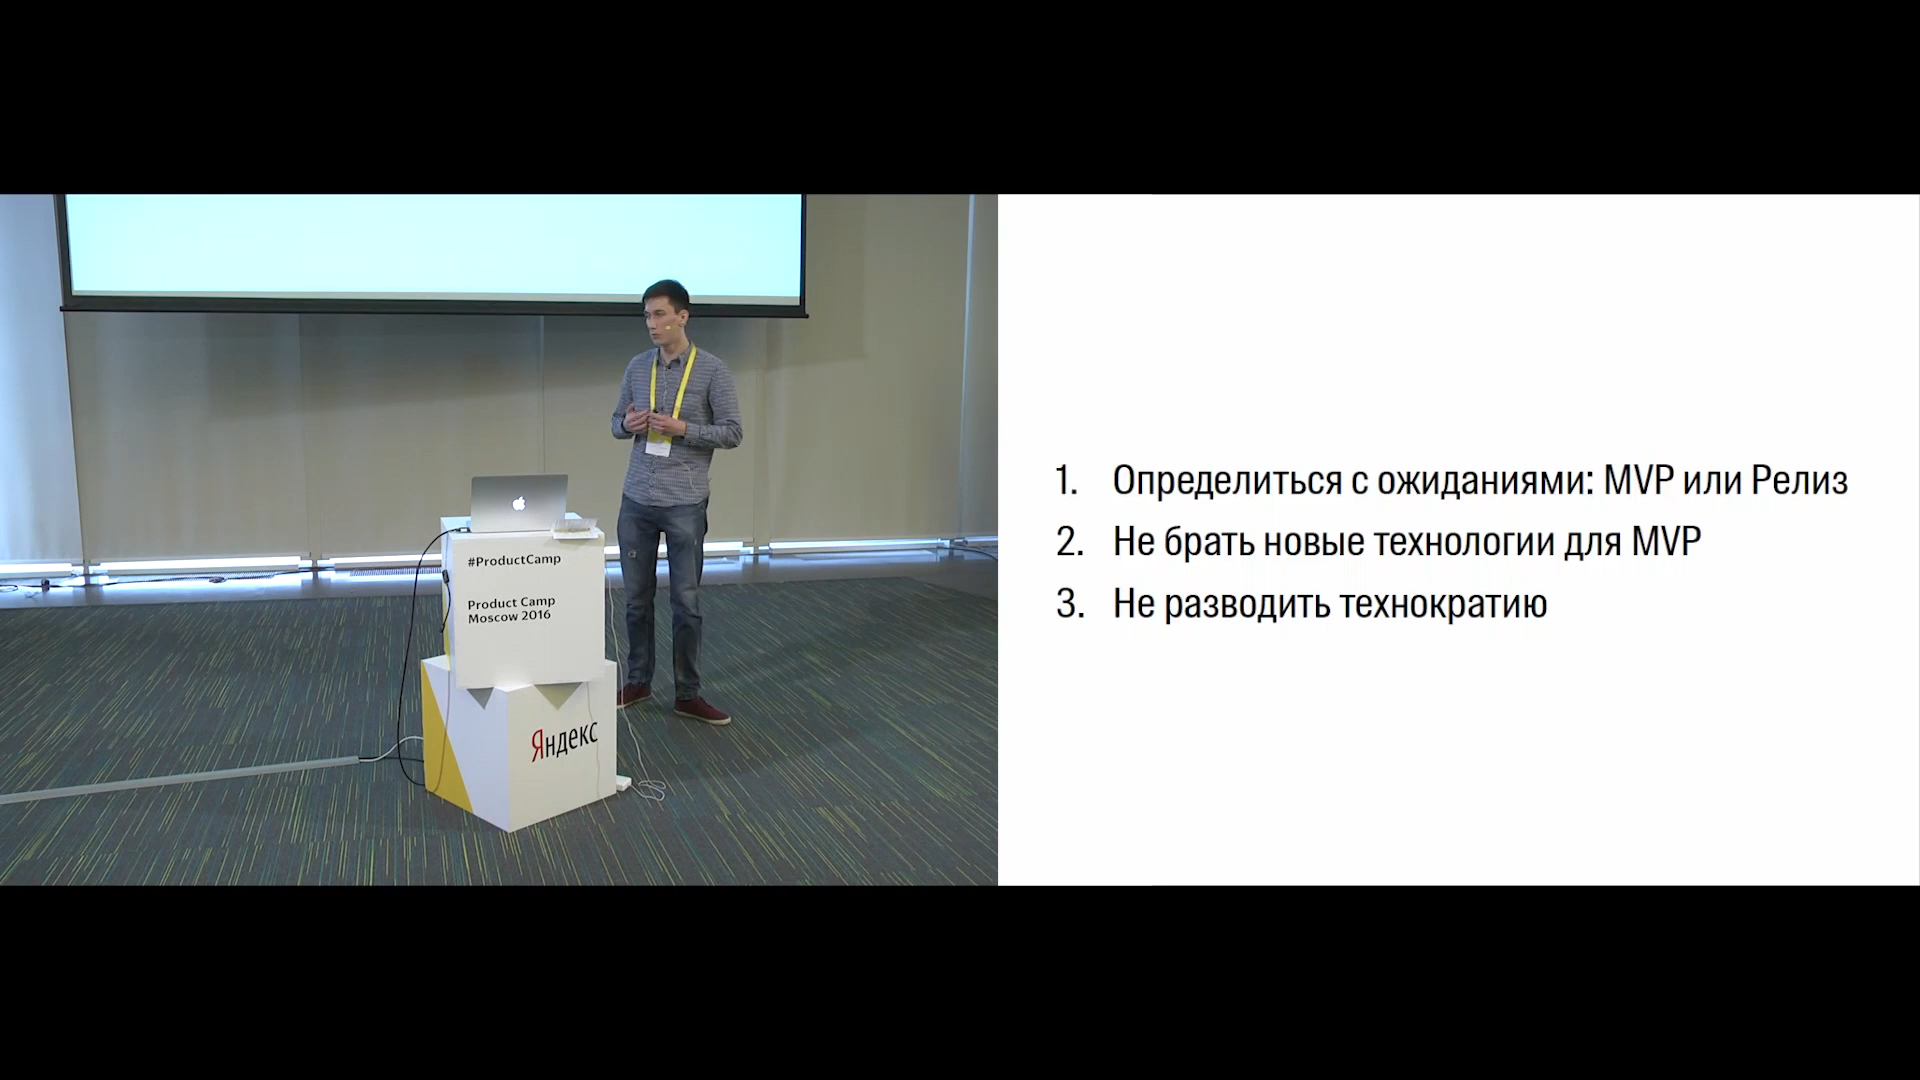 #ProductCamp
Product Camp
Moscow 2016
Яндекс
1. Определиться с ожиданиями: MVP или Релиз
2. Не брать новые технологии для MVP
3. Не разводить технократию